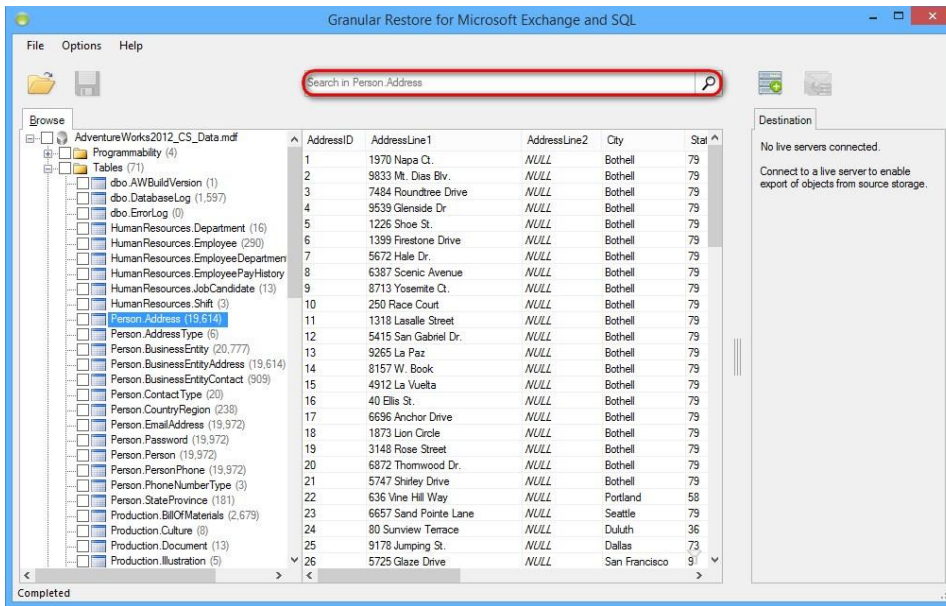 Granular Restore for Microsoft Exchange and SQL
File Options Help
Search in Person.Address
Browse
AdventureWorks2012_CS_Data.mdf
Programmability (4)
Tables (71)
dbo.AWBuildVersion (1)
dbo.DatabaseLog (1,597)
dbo.ErrorLog (0)
HumanResources.Department (16)
HumanResources.Employee (290)
HumanResources.EmployeeDepartmen
HumanResources.EmployeePayHistory
HumanResources.JobCandidate (13)
HumanResources.Shift (3)
Person.Address (19,614)
Person.AddressType (6)
Person.BusinessEntity (20,777)
Person.BusinessEntityAddress (19,614)
Person.BusinessEntityContact (909)
Person.ContactType (20)
Person.CountryRegion (238)
Person.EmailAddress (19,972)
Person.Password (19,972)
Person.Person (19,972)
Person.PersonPhone (19,972)
Person.PhoneNumberType (3)
Person.StateProvince (181)
Production.BillOfMaterials (2,679)
Production.Culture (8)
Production.Document (13)
Production.Illustration (5)
AddressID AddressLine1 AddressLine2 City Stat
1 1970 Napa Ct. NULL Bothell 79
2 9833 Mt. Dias Blv. NULL Bothell 79
3 7484 Roundtree Drive NULL Bothell 79
4 9539 Glenside Dr NULL Bothell 79
5 1226 Shoe St. NULL Bothell 79
6 1399 Firestone Drive NULL Bothell 79
7 5672 Hale Dr. NULL Bothell 79
8 6387 Scenic Avenue NULL Bothell 79
9 8713 Yosemite Ct. NULL Bothell 79
10 250 Race Court NULL Bothell 79
11 1318 Lasalle Street NULL Bothell 79
12 5415 San Gabriel Dr. NULL Bothell 79
13 9265 La Paz NULL Bothell 79
14 8157 W. Book NULL Bothell 79
15 4912 La Vuelta NULL Bothell 79
16 40 Ellis St. NULL Bothell 79
17 6696 Anchor Drive NULL Bothell 79
18 1873 Lion Circle NULL Bothell 79
19 3148 Rose Street NULL Bothell 79
20 6872 Thornwood Dr. NULL Bothell 79
21 5747 Shirley Drive NULL Bothell 79
22 636 Vine Hill Way NULL Portland 58
23 6657 Sand Pointe Lane NULL Seattle 79
24 80 Sunview Terrace NULL Duluth 36
25 9178 Jumping St. NULL Dallas 73
26 5725 Glaze Drive NULL San Francisco 9
Destination
No live servers connected.
Connect to a live server to enable
export of objects from source storage.
Completed